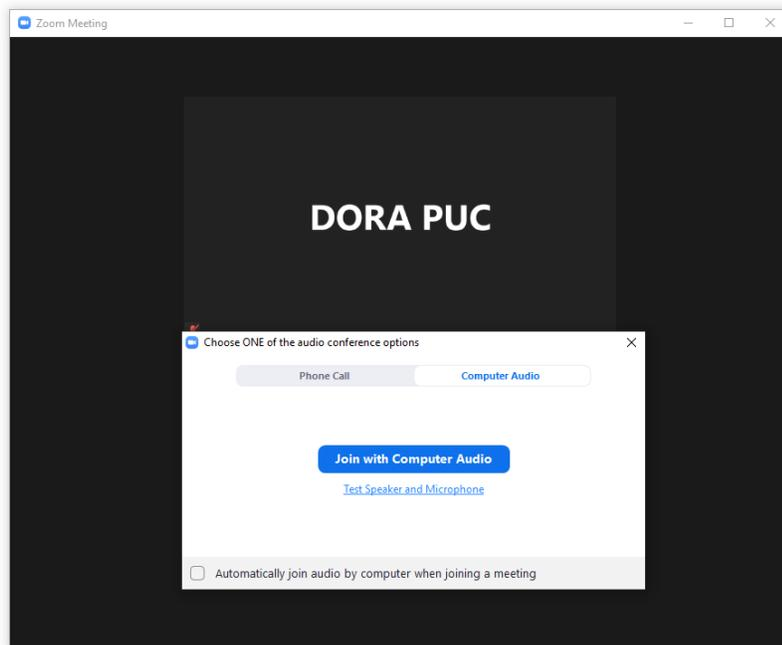 Zoom Meeting
DORA PUC
Choose ONE of the audio conference options
Phone Call
Computer Audio
Join with Computer Audio
Test Speaker and Microphone
Automatically join audio by computer when joining a meeting